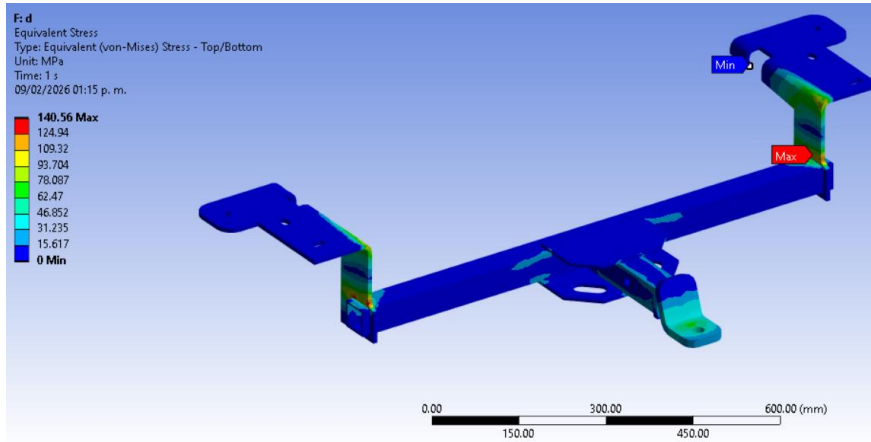 F: d
Equivalent Stress
Type: Equivalent (von-Mises) Stress - Top/Bottom
Unit: MPa
Time: 1 s
09/02/2026 01:15 p. m.
140.56 Max
124.94
109.32
93.704
78.087
62.47
46.852
31.235
15.617
0 Min
Min
Max
0.00 300.00 600.00 (mm)
150.00 450.00